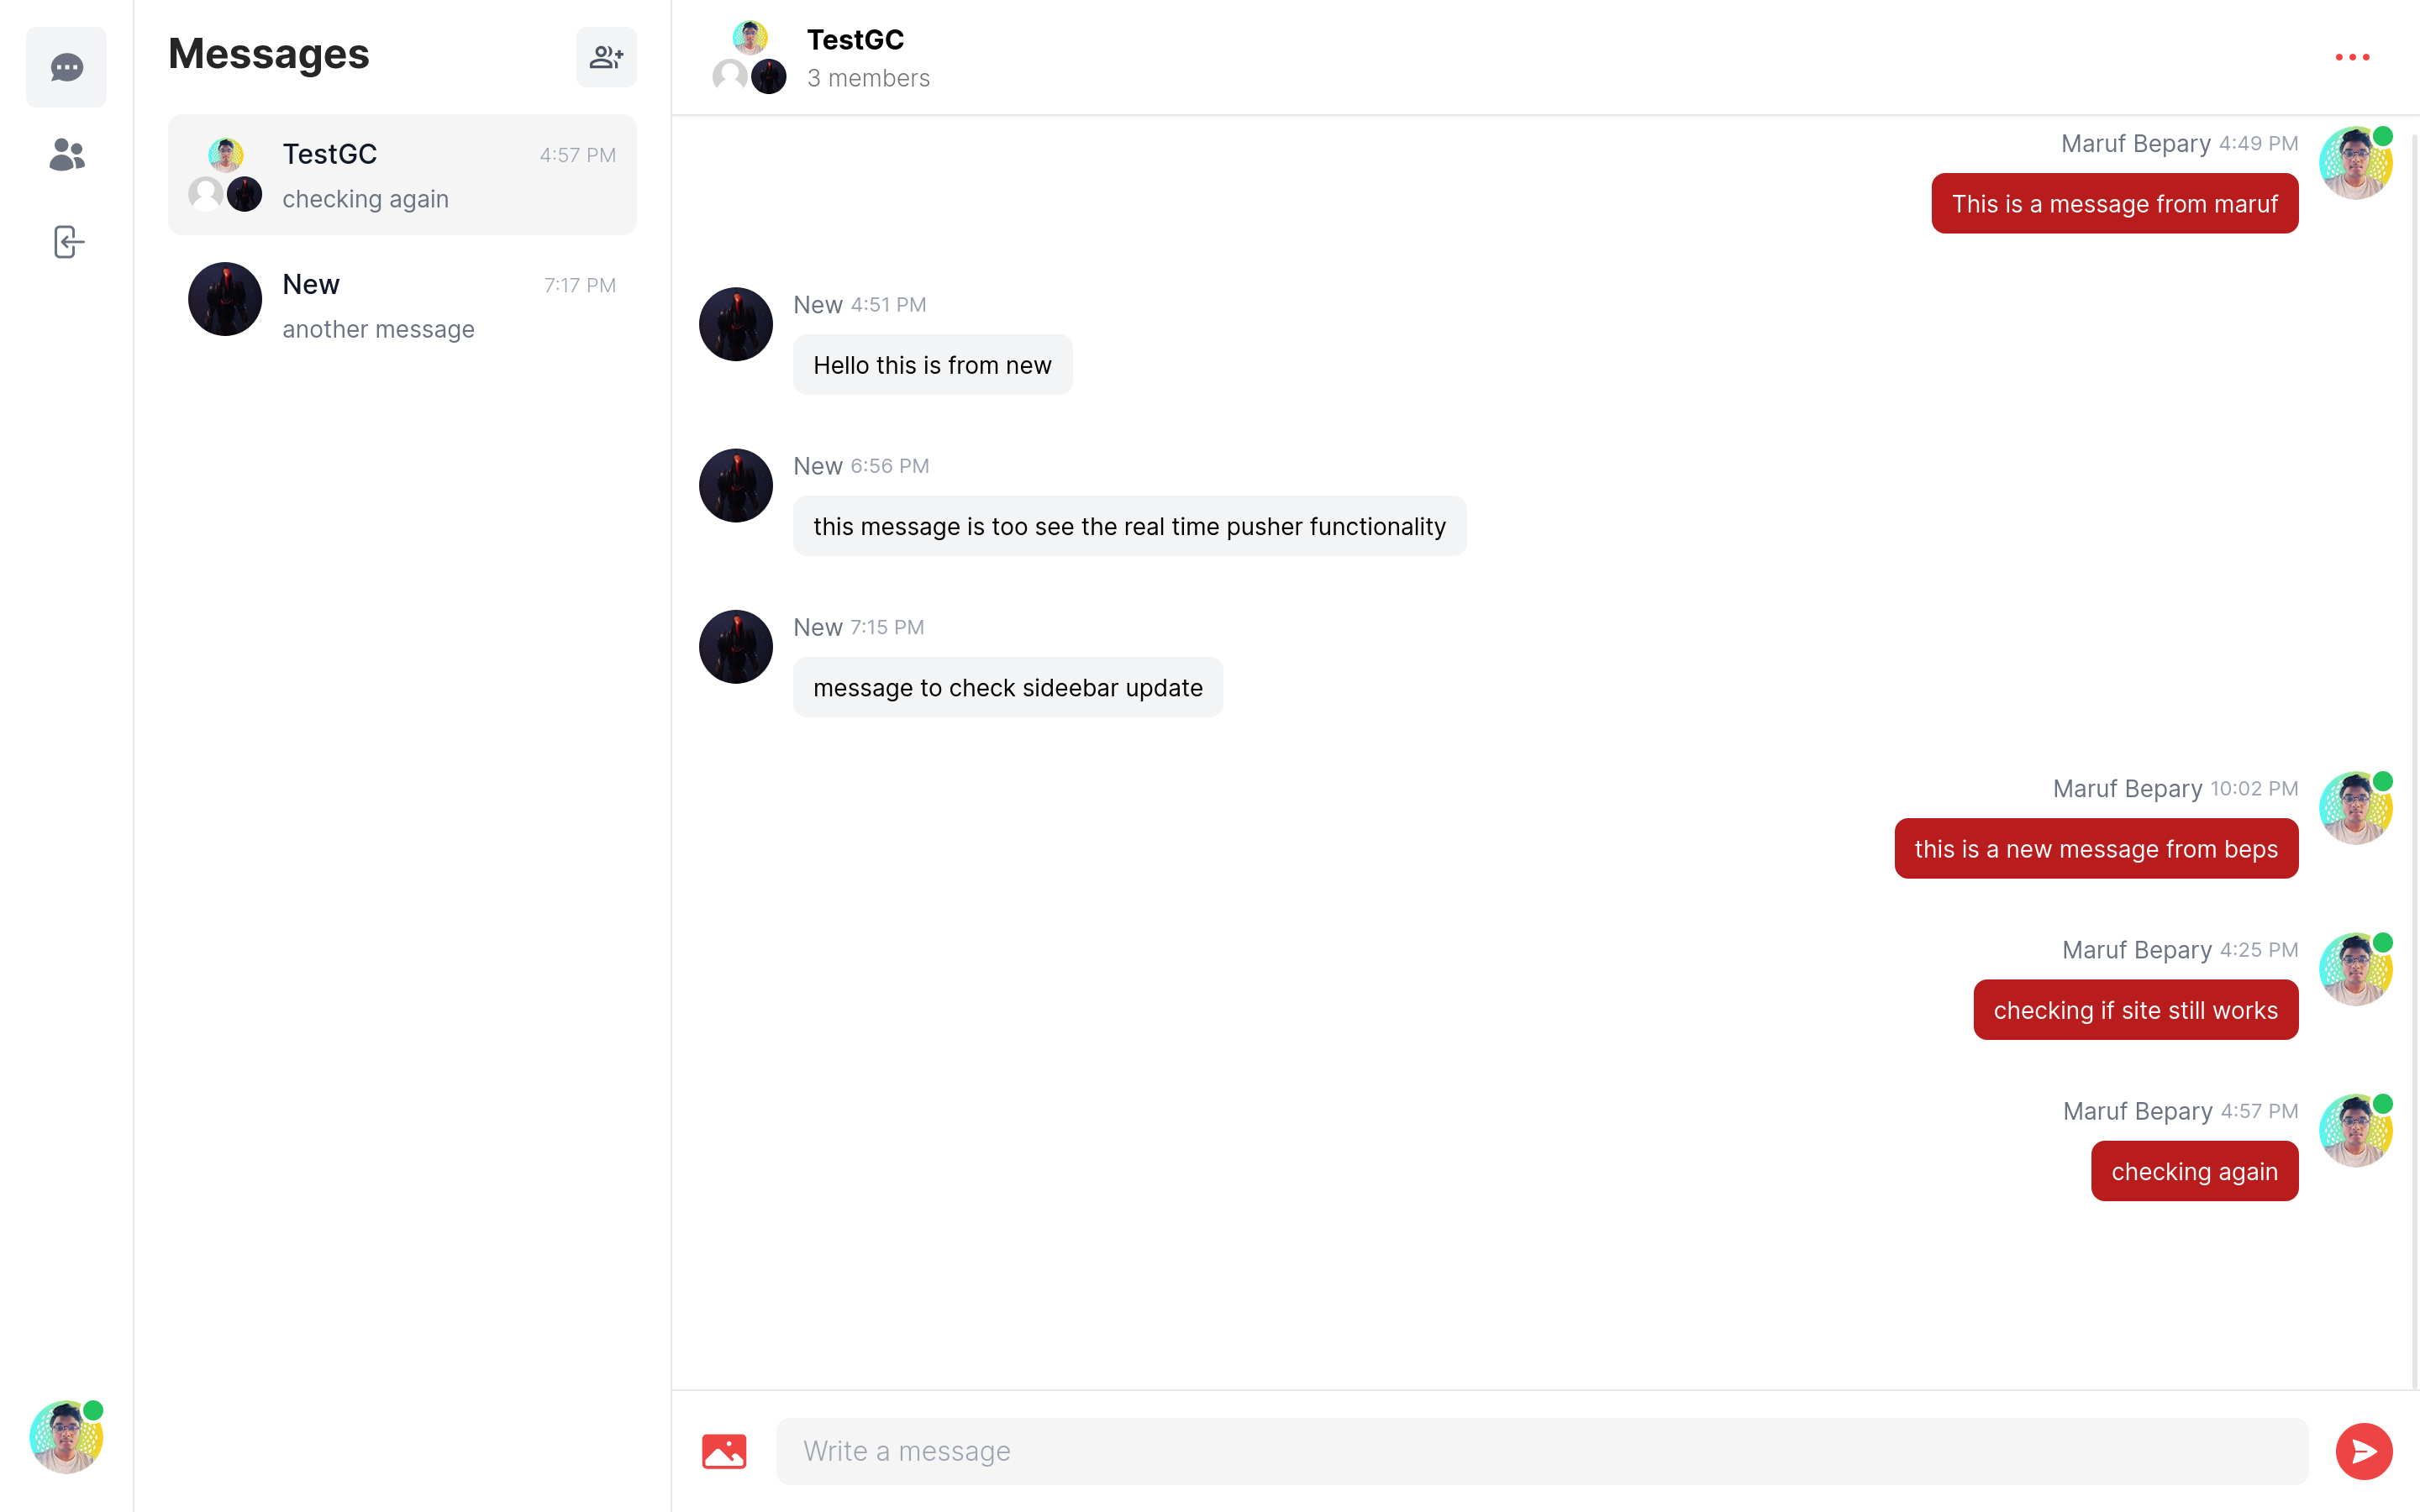 Messages
TestGC 4:57 PM
checking again
New 7:17 PM
another message
TestGC
3 members
Maruf Bepary 4:49 PM
This is a message from maruf
New 4:51 PM
Hello this is from new
New 6:56 PM
this message is too see the real time pusher functionality
New 7:15 PM
message to check sideebar update
Maruf Bepary 10:02 PM
this is a new message from beps
Maruf Bepary 4:25 PM
checking if site still works
Maruf Bepary 4:57 PM
checking again
Write a message